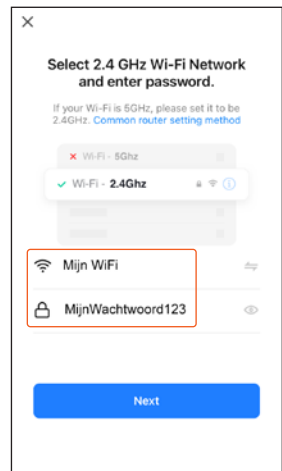 Select 2.4 GHz Wi-Fi Network
and enter password.
If your Wi-Fi is 5GHz, please set it to be
2.4GHz. Common router setting method
Wi-Fi - 5Ghz
Wi-Fi - 2.4Ghz
Mijn WiFi
MijnWachtwoord123
Next